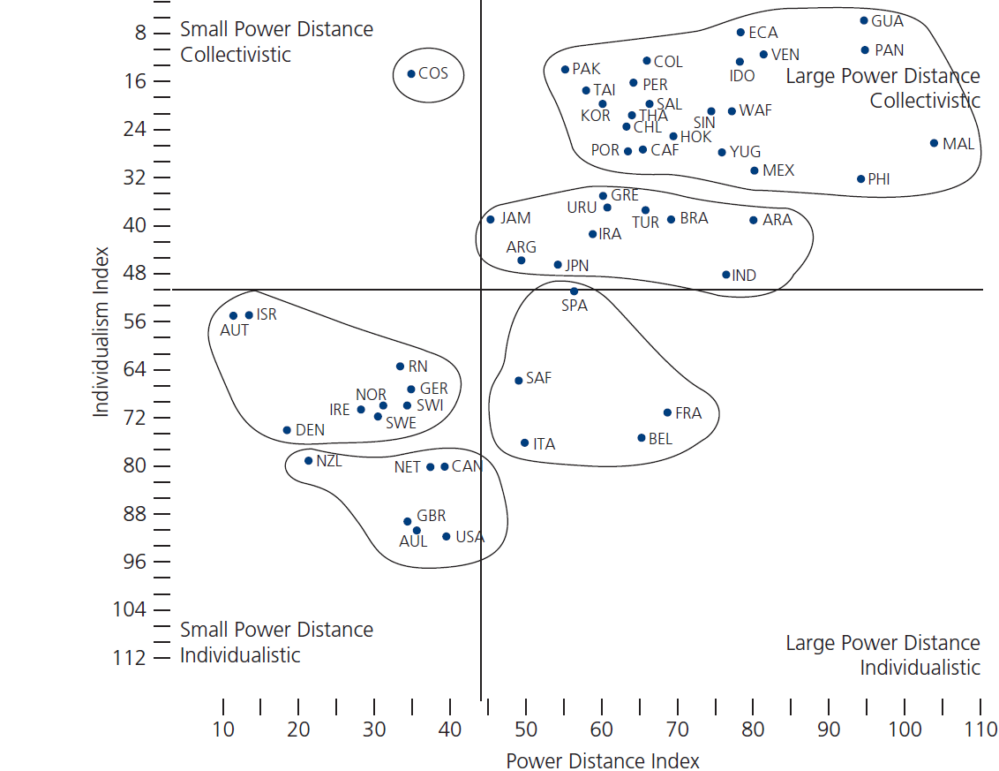 Small Power Distance
Collectivistic
Large Power Distance
Collectivistic
8
16
24
32
40
48
56
64
72
80
88
96
104
112
Individualism Index
COS
GUA
ECA
PAN
VEN
COL
IDO
PAK
PER
TAI
SAL
WAF
KOR
THA
SIN
CHL
HOK
MAL
POR
CAF
YUG
MEX
PHI
GRE
URU
JAM
TUR
BRA
ARA
IRA
ARG
JPN
IND
SPA
ISR
AUT
RN
SAF
GER
NOR
SWI
IRE
FRA
SWE
DEN
BEL
ITA
NZL
NET
CAN
GBR
AUL
USA
Small Power Distance
Individualistic
Large Power Distance
Individualistic
10 20 30 40 50 60 70 80 90 100 110
Power Distance Index